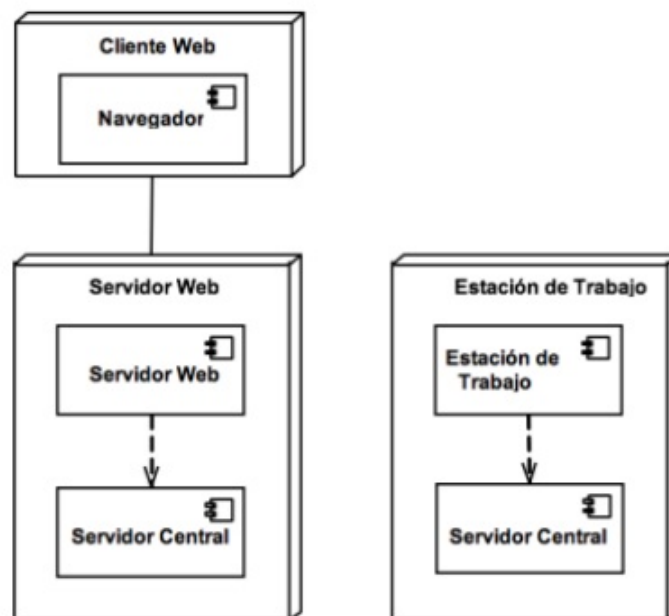 Cliente Web
Navegador
Servidor Web
Servidor Web
Servidor Central
Estación de Trabajo
Estación de
Trabajo
Servidor Central